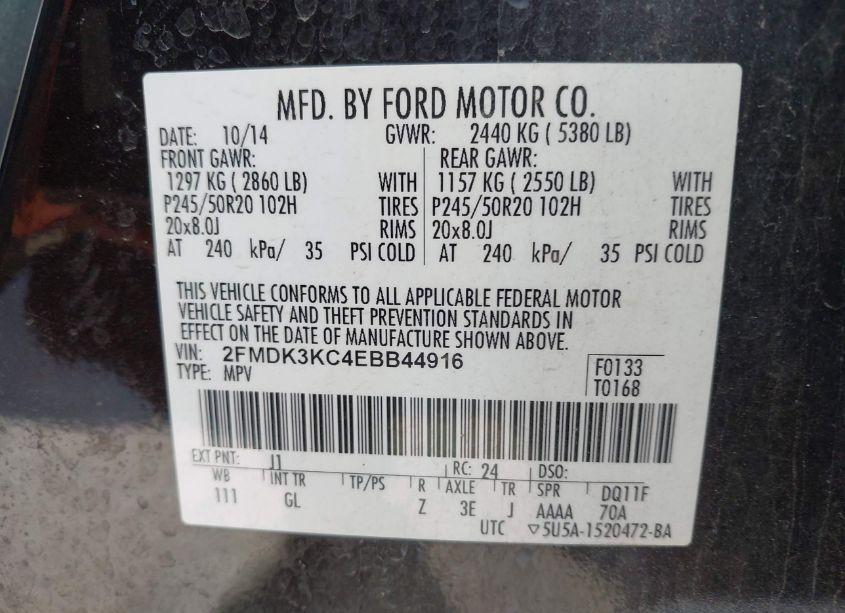 MFD. BY FORD MOTOR CO.
DATE: 10/14 GVWR: 2440 KG ( 5380 LB)
FRONT GAWR: REAR GAWR:
1297 KG ( 2860 LB) WITH 1157 KG ( 2550 LB) WITH
P245/50R20 102H TIRES P245/50R20 102H TIRES
20x8.0J RIMS 20x8.0J RIMS
AT 240 kPa/ 35 PSI COLD AT 240 kPa/ 35 PSI COLD
THIS VEHICLE CONFORMS TO ALL APPLICABLE FEDERAL MOTOR
VEHICLE SAFETY AND THEFT PREVENTION STANDARDS IN
EFFECT ON THE DATE OF MANUFACTURE SHOWN ABOVE.
VIN: 2FMDK3KC4EBB44916
TYPE: MPV
F0133
T0168
EXT PNT: J1 RC: 24 DSO:
WB INT TR TP/PS R AXLE TR SPR DQ11F
111 GL Z 3E J AAAA 70A
UTC ▽5U5A-1520472-BA